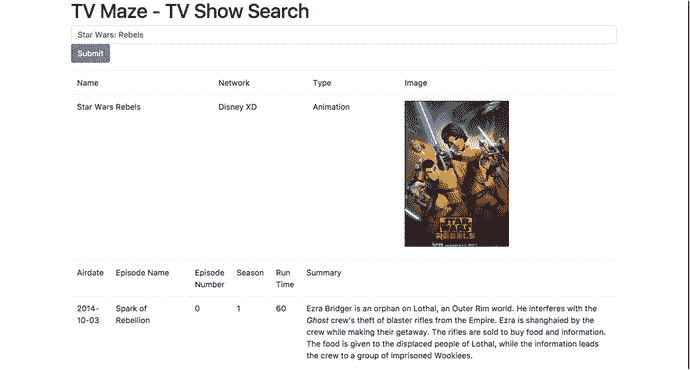 TV Maze - TV Show Search
Star Wars: Rebels
Submit
Name Network Type Image
Star Wars Rebels Disney XD Animation
STAR WARS
REBELS
Airdate Episode Name Episode Number Season Run Time Summary
2014-10-03 Spark of Rebellion 0 1 60 Ezra Bridger is an orphan on Lothal, an Outer Rim world. He interferes with the
Ghost crew's theft of blaster rifles from the Empire. Ezra is shanghaied by the
crew while making their getaway. The rifles are sold to buy food and information.
The food is given to the displaced people of Lothal, while the information leads
the crew to a group of imprisoned Wookiees.